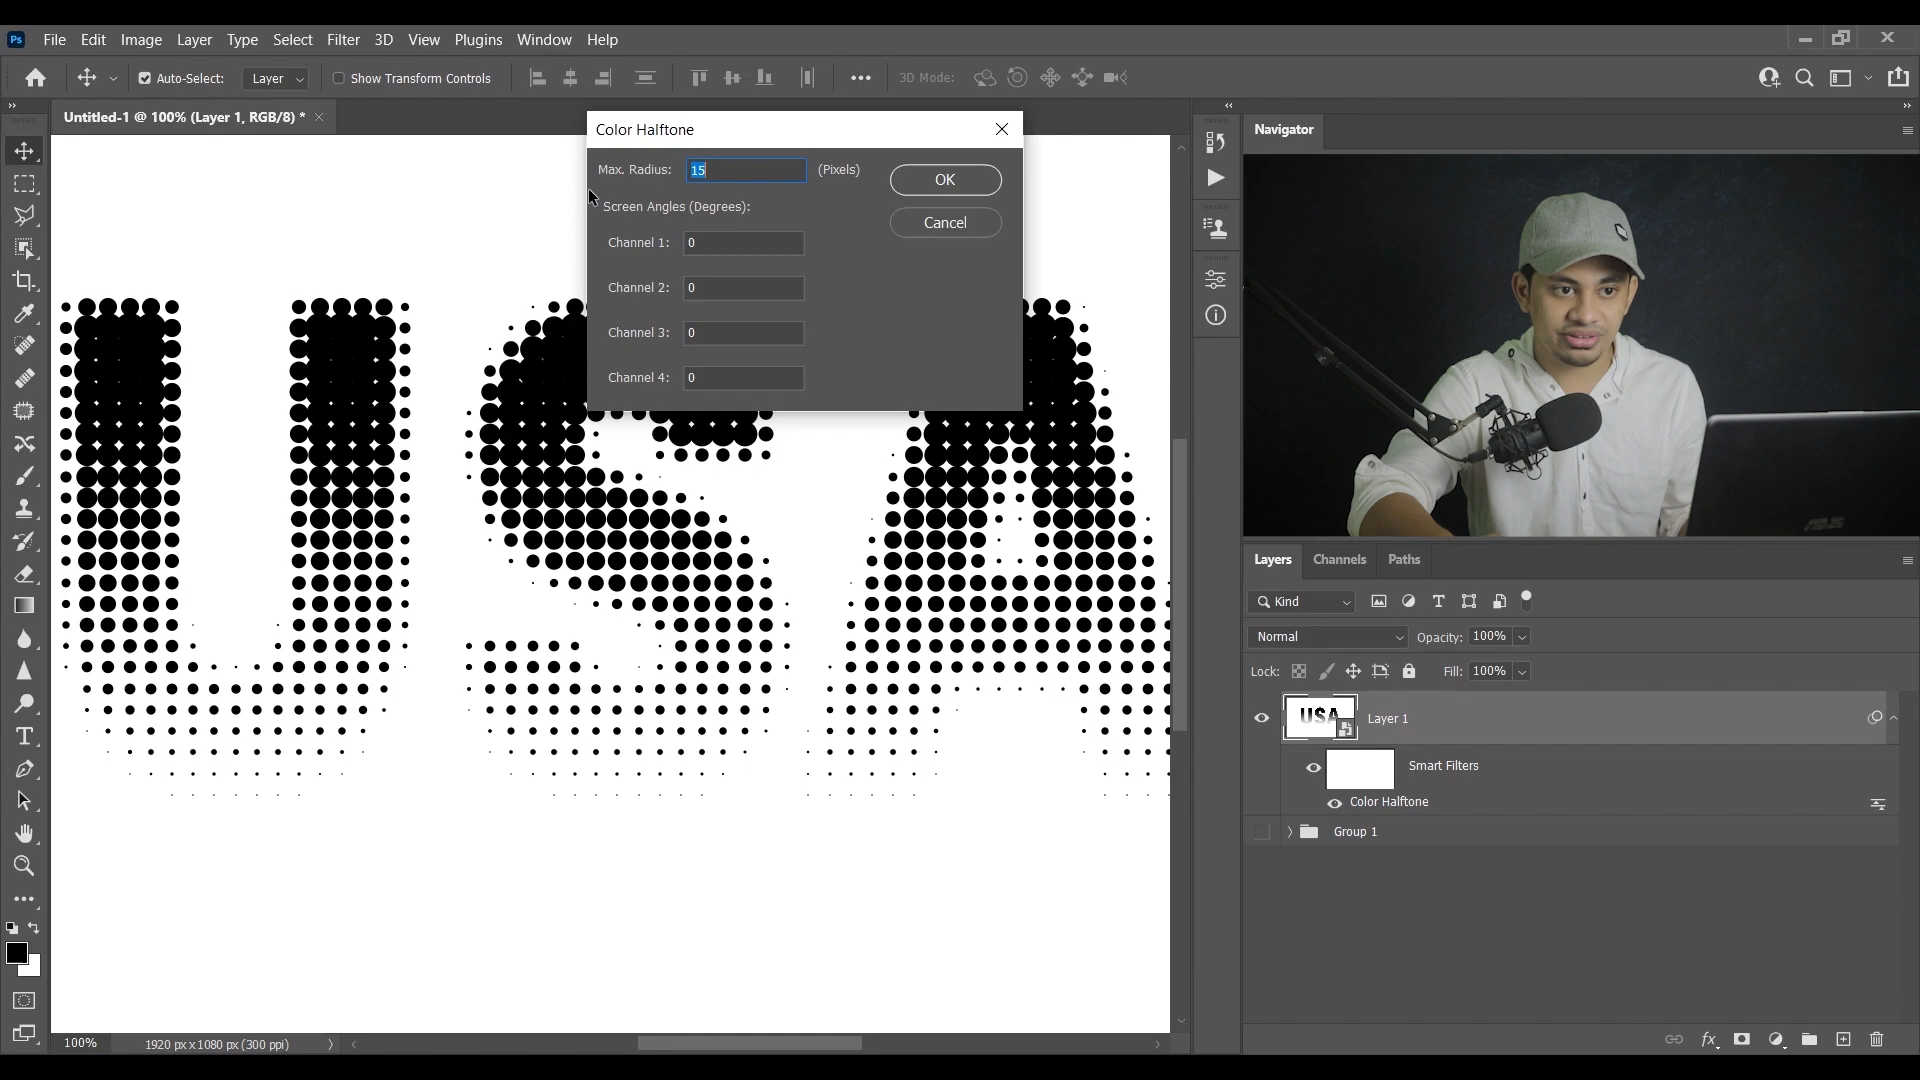 Ps File Edit Image Layer Type Select Filter 3D View Plugins Window Help
Auto-Select: Layer Show Transform Controls 3D Mode:
Untitled-1 @ 100% (Layer 1, RGB/8) *
Color Halftone
Max. Radius: 15 (Pixels)
OK
Screen Angles (Degrees):
Cancel
Channel 1: 0
Channel 2: 0
Channel 3: 0
Channel 4: 0
USA
100% 1920 px x 1080 px (300 ppi)
Navigator
ASUS
Layers Channels Paths
Kind
Normal Opacity: 100%
Lock: Fill: 100%
USA Layer 1
Smart Filters
Color Halftone
Group 1
fx